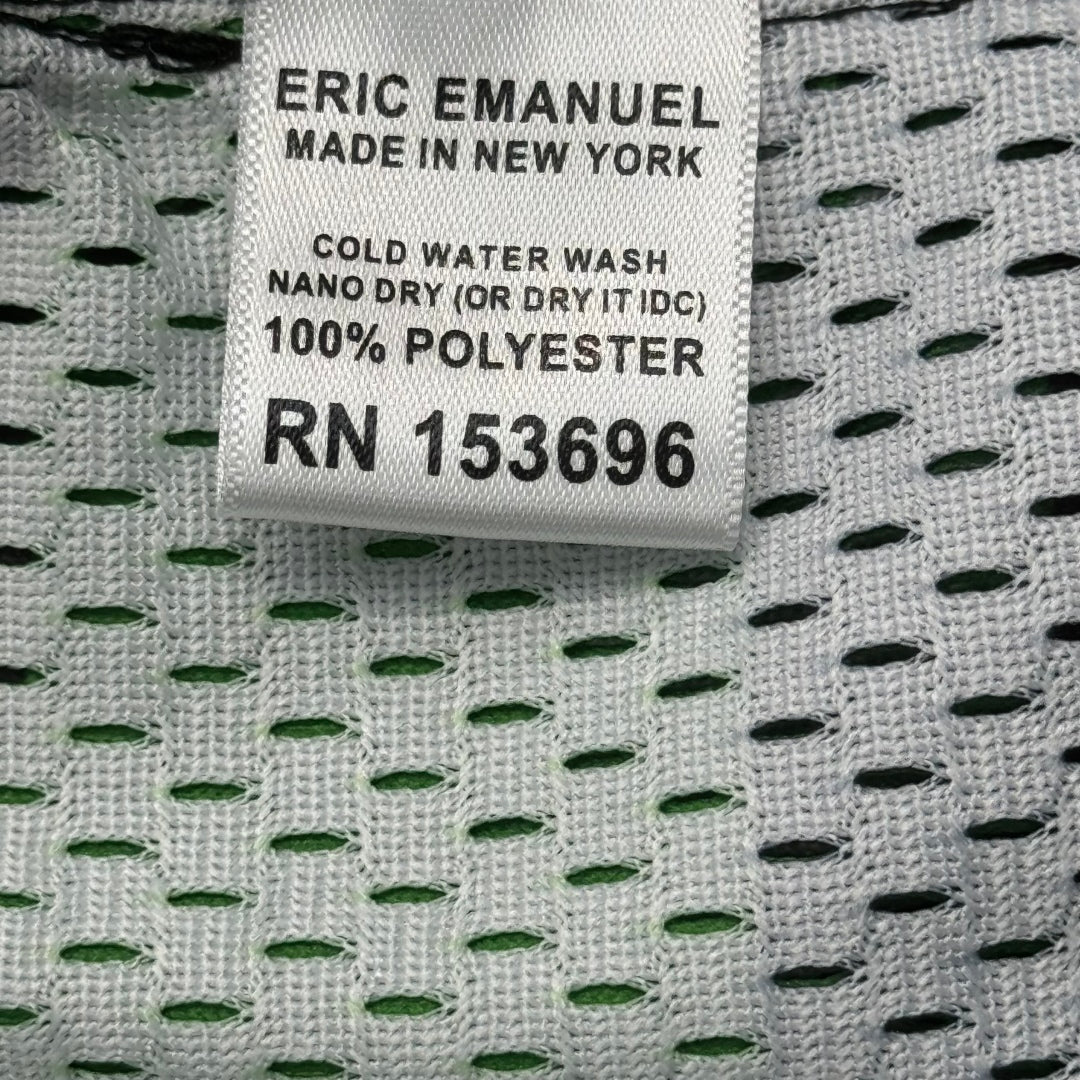 ERIC EMANUEL
MADE IN NEW YORK
COLD WATER WASH
NANO DRY (OR DRY IT IDC)
100% POLYESTER
RN 153696